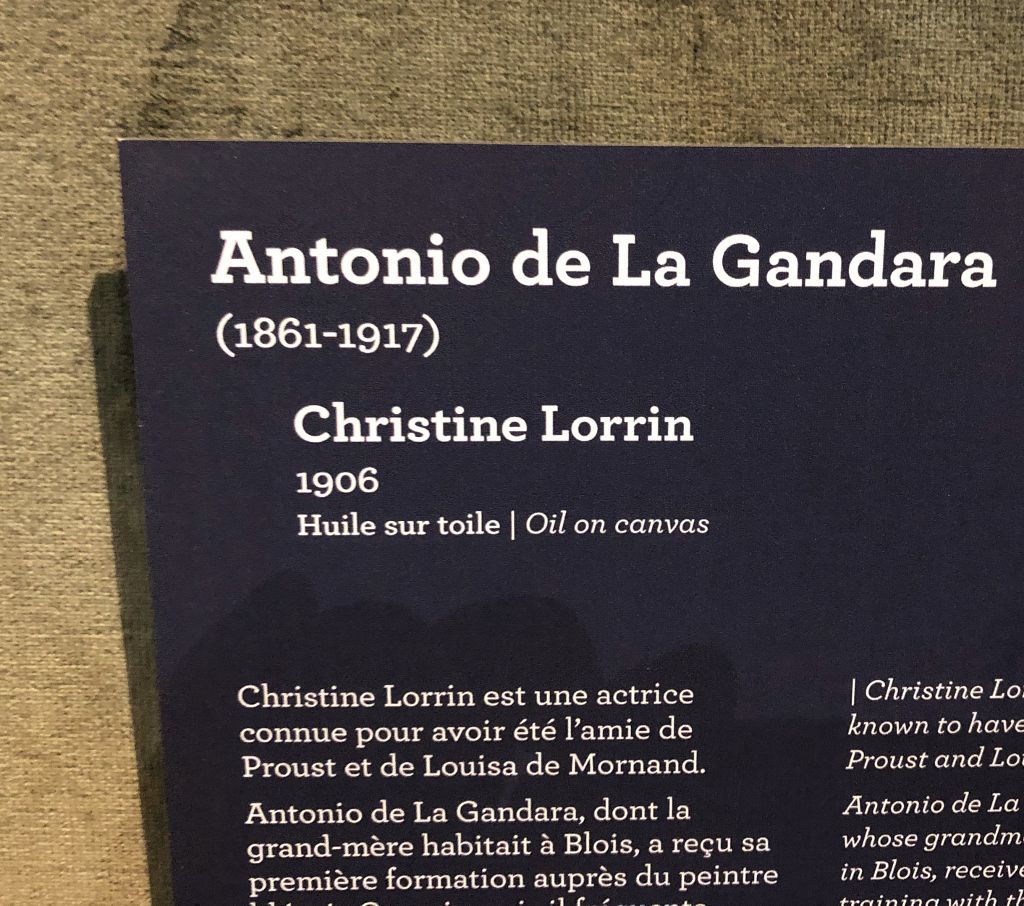 Antonio de La Gandara
(1861-1917)
Christine Lorrin
1906
Huile sur toile | Oil on canvas
Christine Lorrin est une actrice
connue pour avoir été l'amie de
Proust et de Louisa de Mornand.
Antonio de La Gandara, dont la
grand-mère habitait à Blois, a reçu sa
première formation auprès du peintre
| Christine
known to have
Proust and
Antonio de La
whose
in Blois,
training with